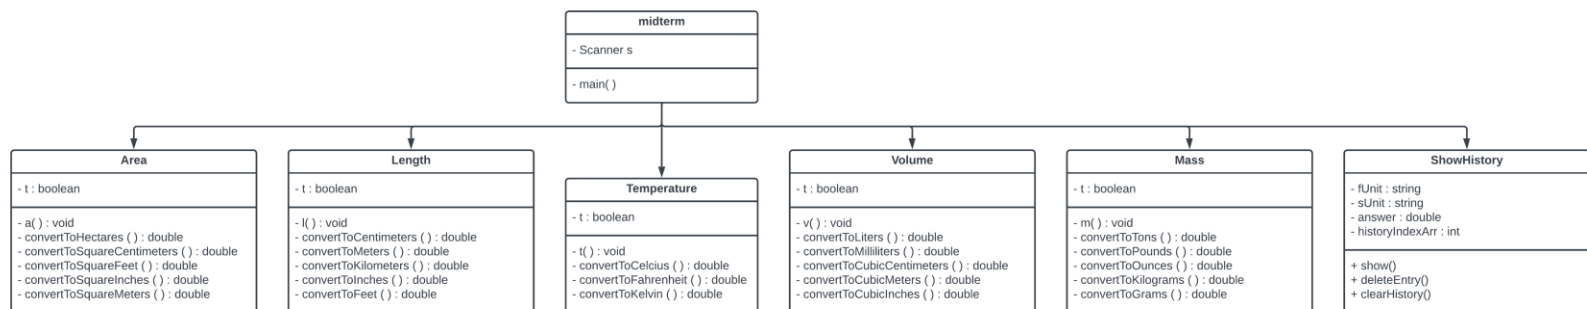 midterm
- Scanner s
- main( )
Area
- t : boolean
- a( ) : void
- convertToHectares ( ) : double
- convertToSquareCentimeters ( ) : double
- convertToSquareFeet ( ) : double
- convertToSquareInches ( ) : double
- convertToSquareMeters ( ) : double
Length
- t : boolean
- l( ) : void
- convertToCentimeters ( ) : double
- convertToMeters ( ) : double
- convertToKilometers ( ) : double
- convertToInches ( ) : double
- convertToFeet ( ) : double
Temperature
- t : boolean
- t() : void
- convertToCelcius ( ) : double
- convertToFahrenheit ( ) : double
- convertToKelvin ( ) : double
Volume
- t : boolean
- v() : void
- convertToLiters ( ) : double
- convertToMilliliters ( ) : double
- convertToCubicCentimeters ( ) : double
- convertToCubicMeters ( ) : double
- convertToCubicInches ( ) : double
Mass
- t : boolean
- m() : void
- convertToTons ( ) : double
- convertToPounds ( ) : double
- convertToOunces ( ) : double
- convertToKilograms ( ) : double
- convertToGrams ( ) : double
ShowHistory
- fUnit : string
- sUnit : string
- answer : double
- historyIndexArr : int
+ show()
+ deleteEntry()
+ clearHistory()